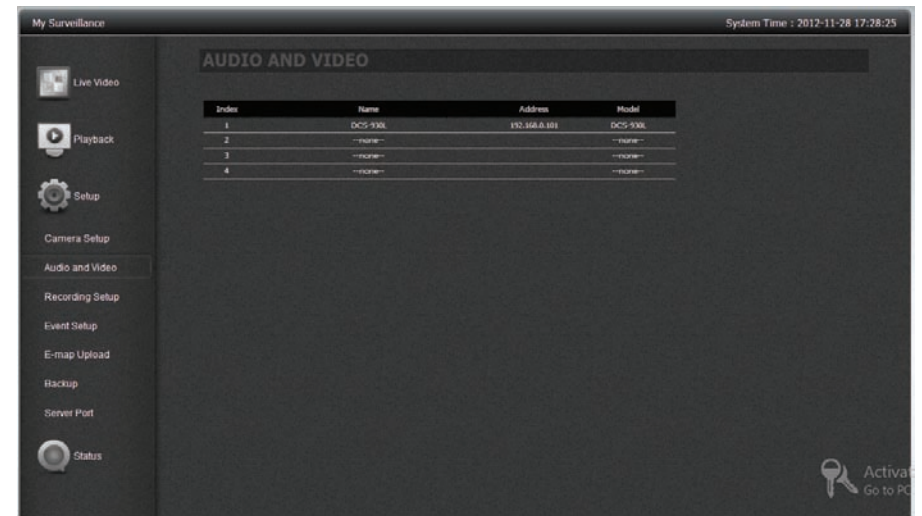 My Surveillance
System Time : 2012-11-28 17:28:25
AUDIO AND VIDEO
Live Video
Playback
Setup
Camera Setup
Audio and Video
Recording Setup
Event Setup
E-map Upload
Backup
Server Port
Status
Index Name Address Model
1 DCS-930L 192.168.0.101 DCS-930L
2 --none-- --none--
3 --none-- --none--
4 --none-- --none--
Activat
Go to PC